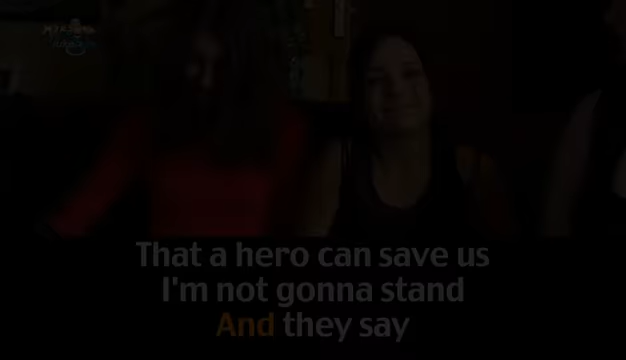 That a hero can save us
I'm not gonna stand
And they say